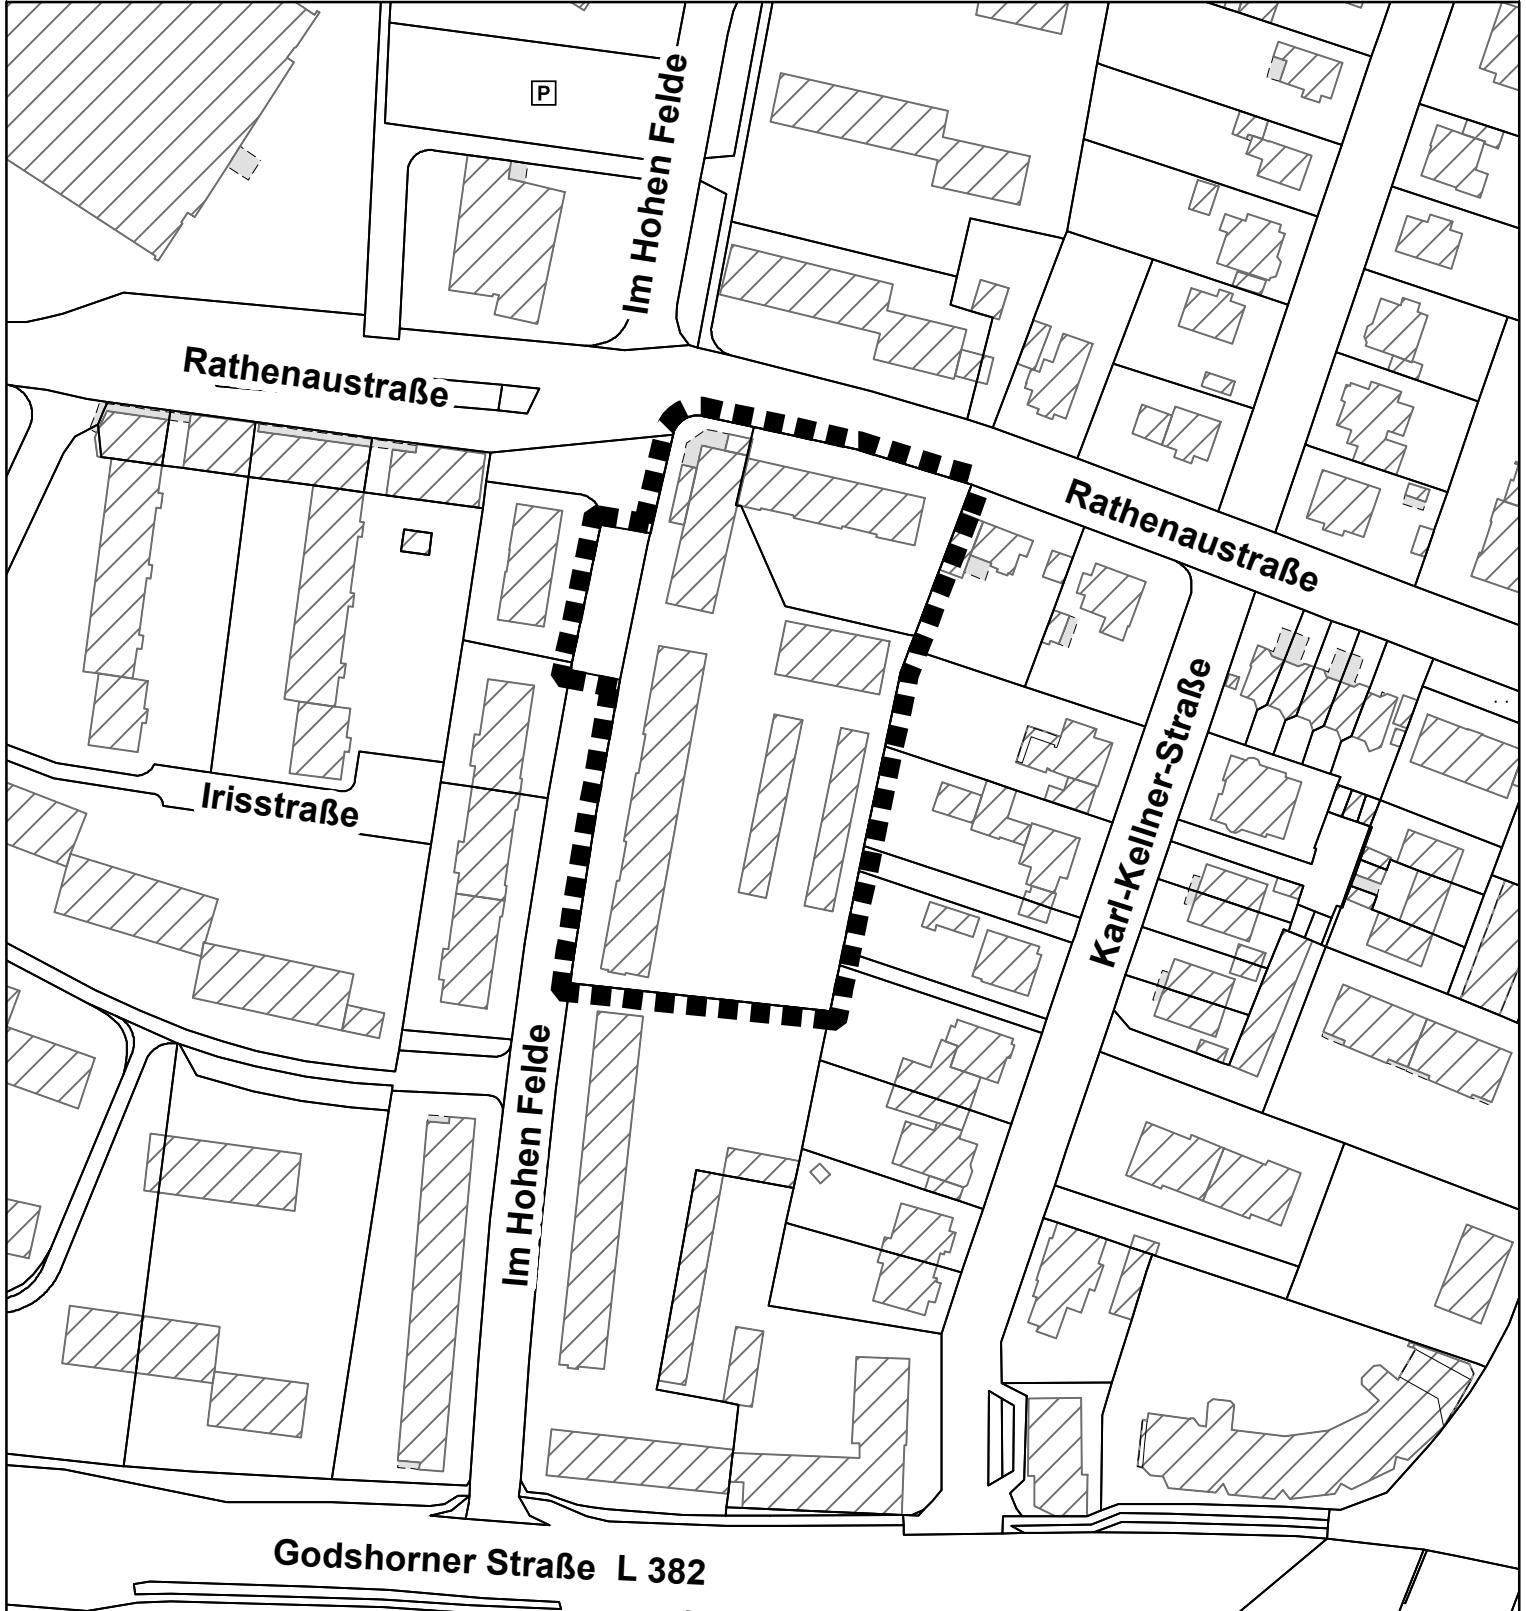 P
Im Hohen Felde
Rathenaustraße
Rathenaustraße
Karl-Kellner-Straße
Irisstraße
Im Hohen Felde
Godshorner Straße L 382